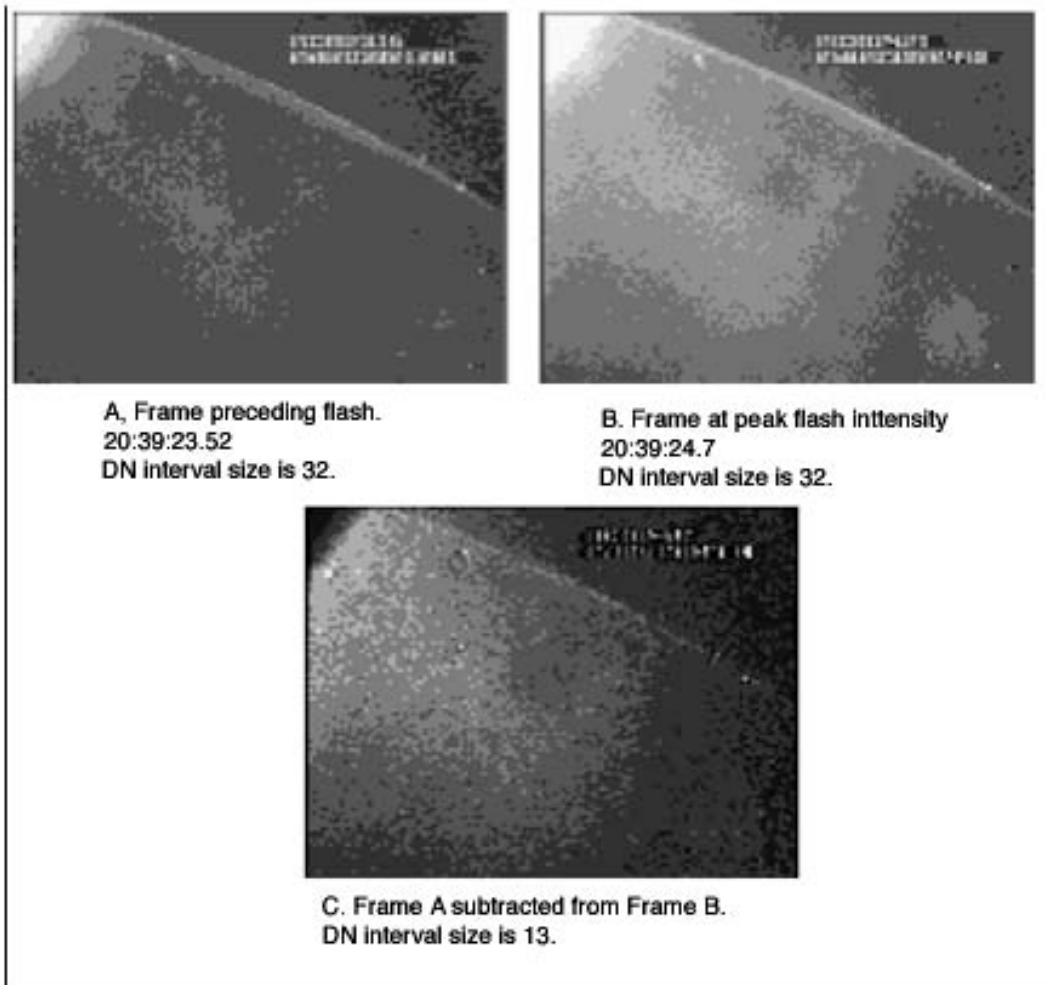 A, Frame preceding flash.
20:39:23.52
DN interval size is 32.
B. Frame at peak flash inttensity
20:39:24.7
DN interval size is 32.
C. Frame A subtracted from Frame B.
DN interval size is 13.